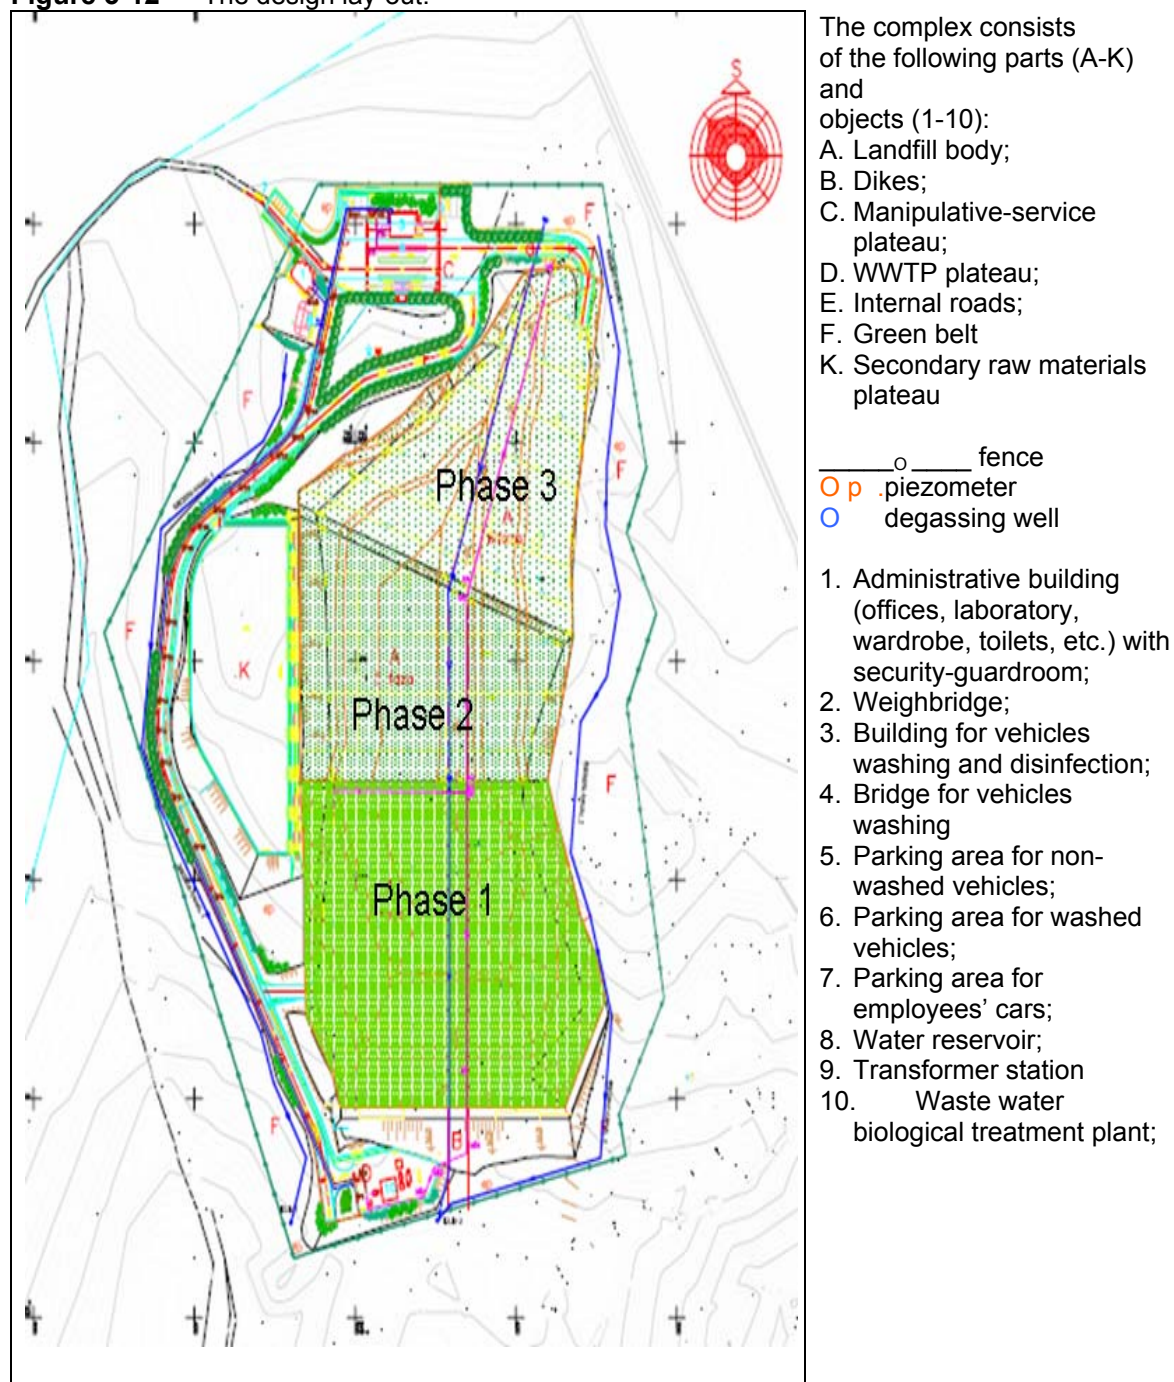 The design lay-out.
The complex consists
of the following parts (A-K)
and
objects (1-10):
A. Landfill body;
B. Dikes;
C. Manipulative-service
plateau;
D. WWTP plateau;
E. Internal roads;
F. Green belt
K. Secondary raw materials
plateau
_____o____ fence
O p .piezometer
O degassing well
1. Administrative building
(offices, laboratory,
wardrobe, toilets, etc.) with
security-guardroom;
2. Weighbridge;
3. Building for vehicles
washing and disinfection;
4. Bridge for vehicles
washing
5. Parking area for non-
washed vehicles;
6. Parking area for washed
vehicles;
7. Parking area for
employees' cars;
8. Water reservoir;
9. Transformer station
10. Waste water
biological treatment plant;
S
F
C
F
F
Phase 3
A
F
K
A
Phase 2
F
Phase 1
F
B